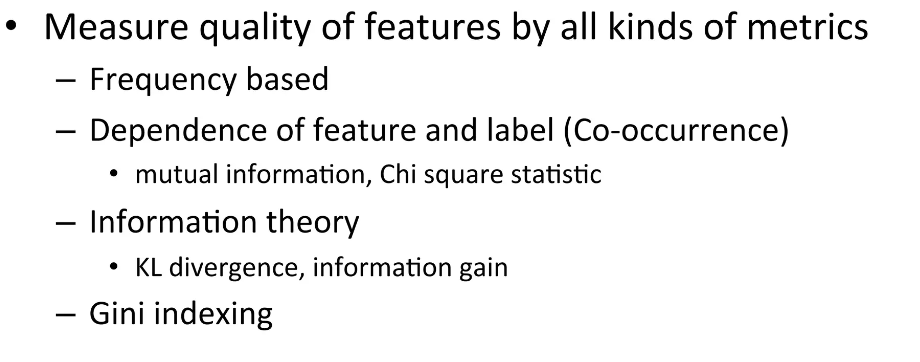 • Measure quality of features by all kinds of metrics
– Frequency based
– Dependence of feature and label (Co-occurrence)
• mutual information, Chi square statistic
– Information theory
• KL divergence, information gain
– Gini indexing